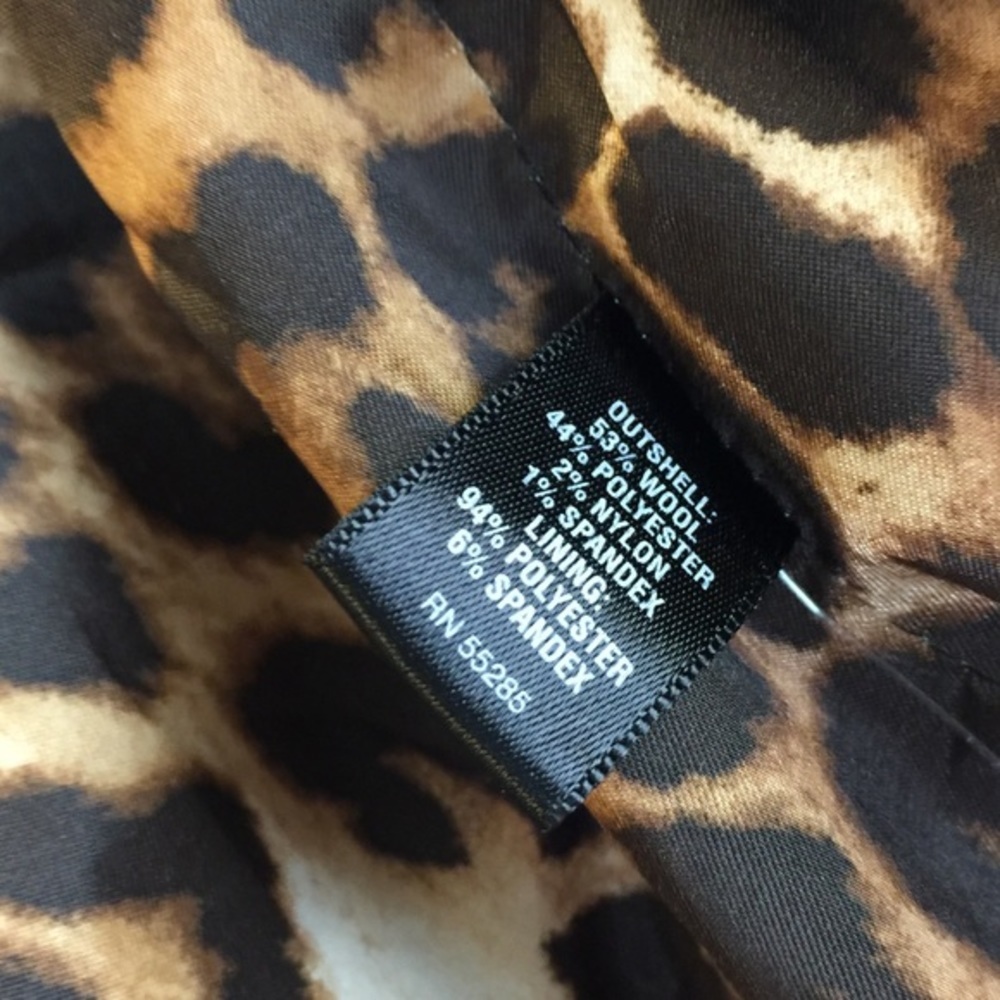 OUTSHELL:
53% WOOL
44% POLYESTER
2% NYLON
1% SPANDEX
LINING:
94% POLYESTER
6% SPANDEX
RN 55285